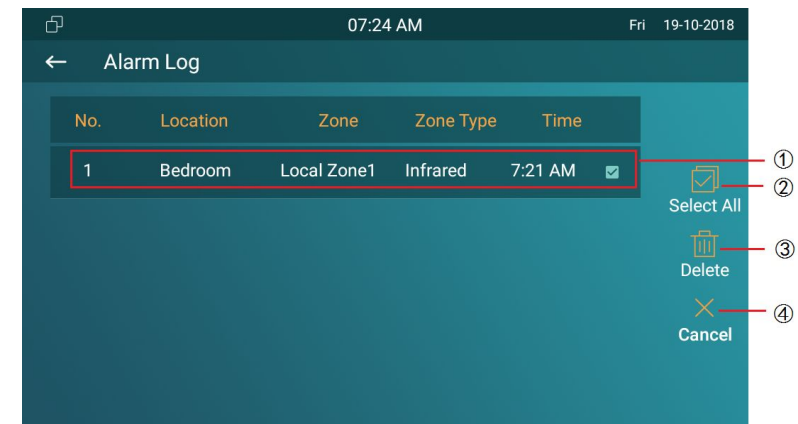 07:24 AM Fri 19-10-2018
Alarm Log
No. Location Zone Zone Type Time
1 Bedroom Local Zone1 Infrared 7:21 AM
①
②
Select All
③
Delete
④
Cancel